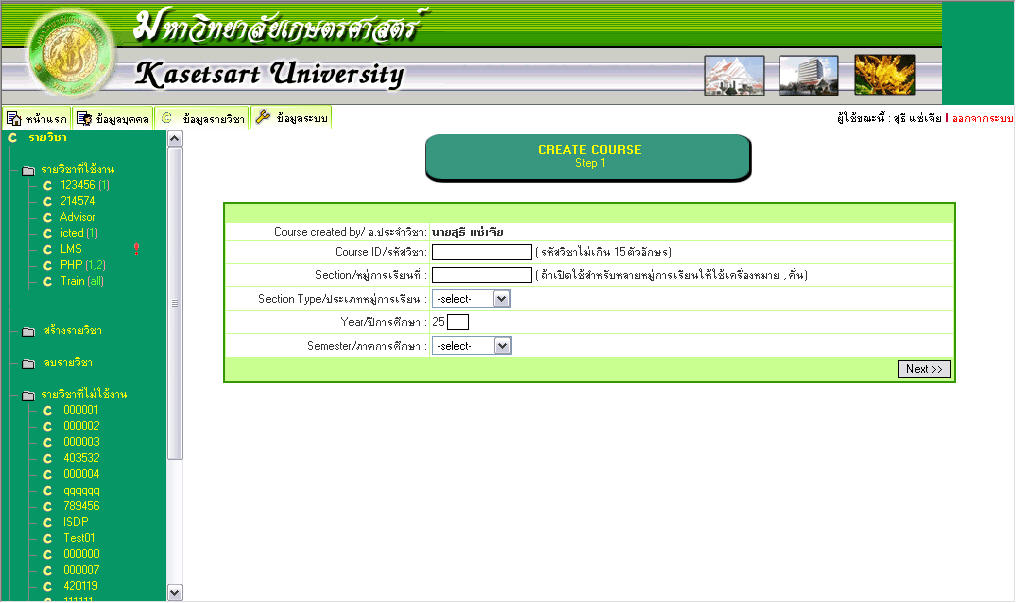 มหาวิทยาลัยเกษตรศาสตร์
Kasetsart University
หน้าแรก
ข้อมูลบุคคล
ข้อมูลรายวิชา
ข้อมูลระบบ
ผู้ใช้ขณะนี้ : สุธี แซ่เจีย | ออกจากระบบ
รายวิชา
รายวิชาที่ใช้งาน
123456 (1)
214574
Advisor
icted (1)
LMS
PHP (1,2)
Train (all)
สร้างรายวิชา
ลบรายวิชา
รายวิชาที่ไม่ใช้งาน
000001
000002
000003
403532
000004
qqqqqq
789456
ISDP
Test01
000000
000007
420119
111111
CREATE COURSE
Step 1
Course created by/ อ.ประจำวิชา: นายสุธี แซ่เจีย
Course ID/รหัสวิชา: ( รหัสวิชาไม่เกิน 15 ตัวอักษร)
Section/หมู่การเรียนที่ : ( ถ้าเปิดใช้สำหรับหลายหมู่การเรียนให้ใช้เครื่องหมาย , คั่น)
Section Type/ประเภทหมู่การเรียน : -select-
Year/ปีการศึกษา : 25
Semester/ภาคการศึกษา : -select-
Next >>